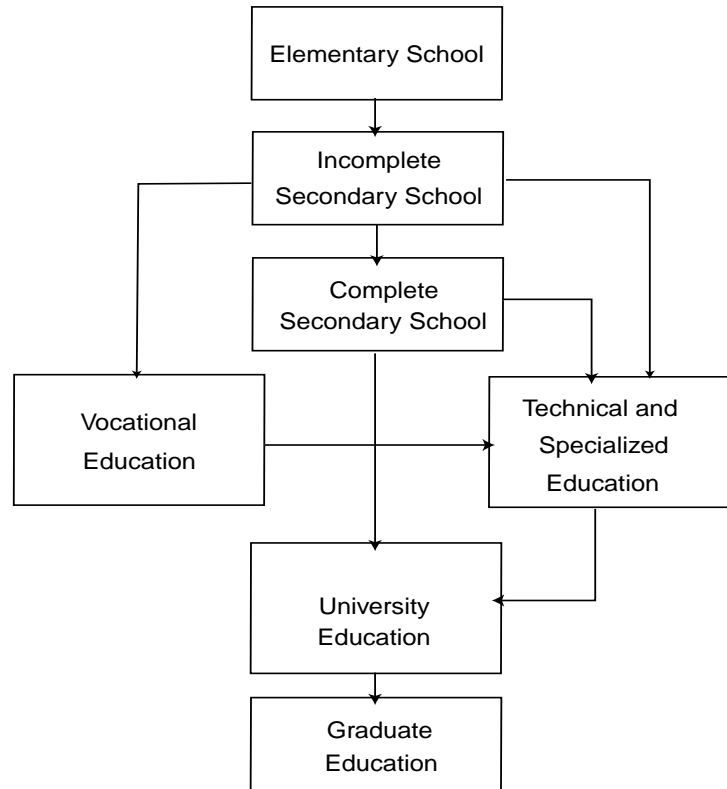 Elementary School
Incomplete
Secondary School
Complete
Secondary School
Vocational
Education
Technical and
Specialized
Education
University
Education
Graduate
Education